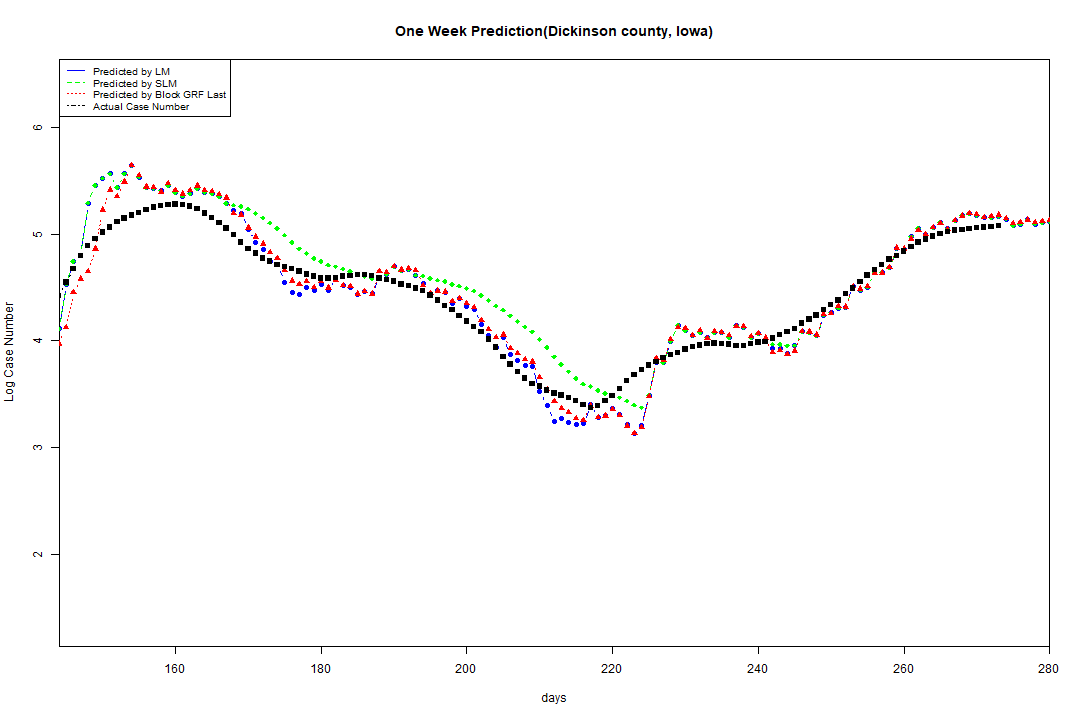 One Week Prediction(Dickinson county, Iowa)
Predicted by LM
Predicted by SLM
Predicted by Block GRF Last
Actual Case Number
6
5
4
3
2
Log Case Number
160 180 200 220 240 260 280
days